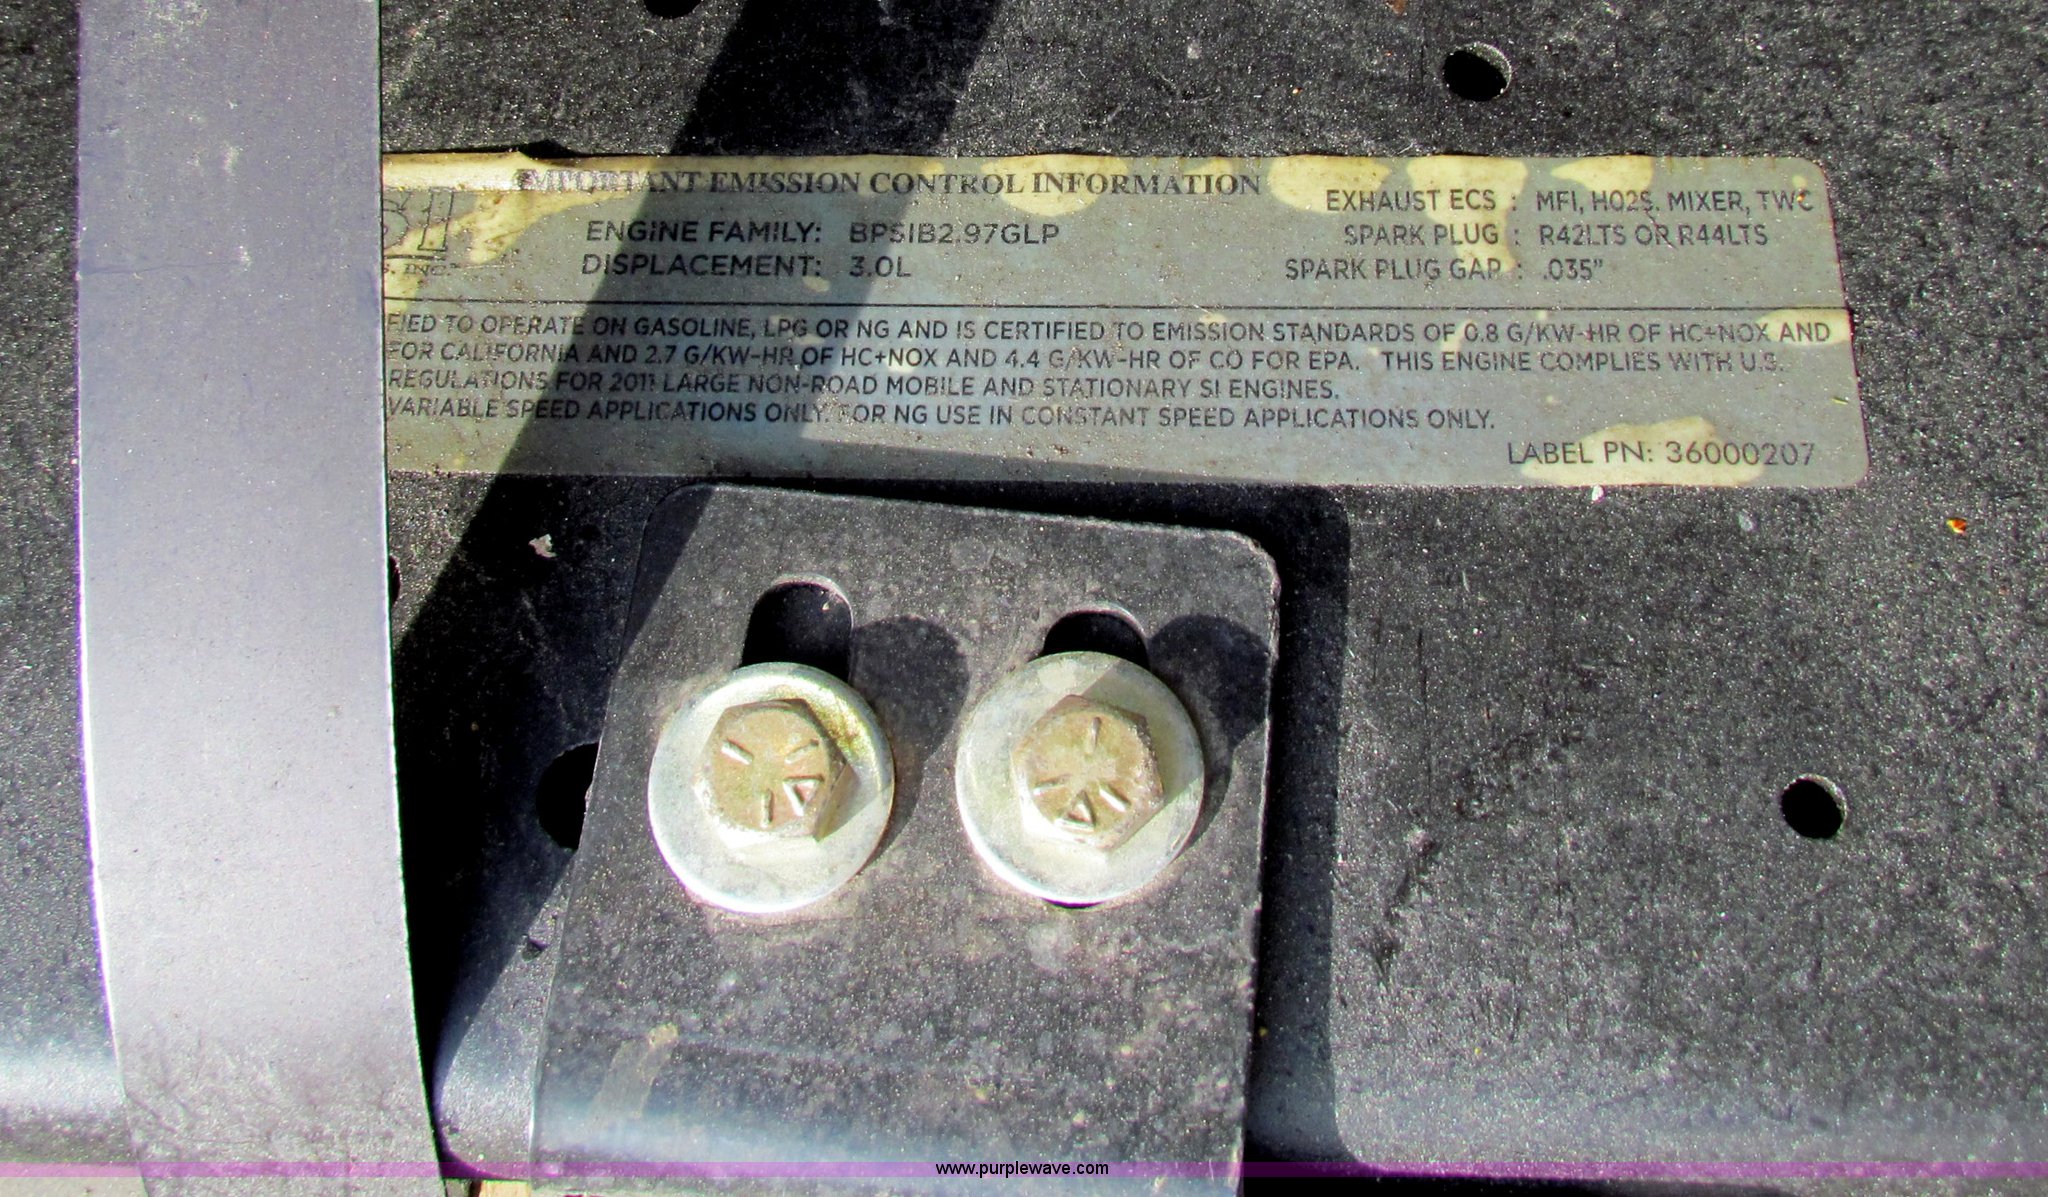 IMPORTANT EMISSION CONTROL INFORMATION
ENGINE FAMILY: BPSIB2.97GLP
DISPLACEMENT: 3.0L
EXHAUST ECS : MFI, HO2S, MIXER, TWC
SPARK PLUG : R42LTS OR R44LTS
SPARK PLUG GAP : .035"
S, INC.
FIED TO OPERATE ON GASOLINE, LPG OR NG AND IS CERTIFIED TO EMISSION STANDARDS OF 0.8 G/KW-HR OF HC+NOX AND
FOR CALIFORNIA AND 2.7 G/KW-HR OF HC+NOX AND 4.4 G/KW-HR OF CO FOR EPA. THIS ENGINE COMPLIES WITH U.S.
REGULATIONS FOR 2011 LARGE NON-ROAD MOBILE AND STATIONARY SI ENGINES.
VARIABLE SPEED APPLICATIONS ONLY. FOR NG USE IN CONSTANT SPEED APPLICATIONS ONLY.
LABEL PN: 36000207
www.purplewave.com